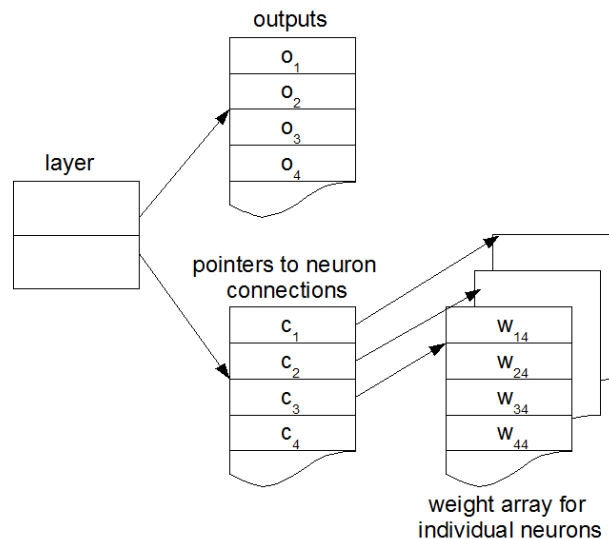 outputs
o₁
o₂
o₃
o₄
layer
pointers to neuron
connections
c₁
c₂
c₃
c₄
w₁₄
w₂₄
w₃₄
w₄₄
weight array for
individual neurons